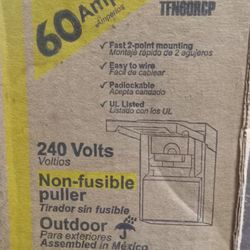 60 Amp
Amperios
TFN60RCP
✓ Fast 2-point mounting
Montaje rápido de 2 agujeros
✓ Easy to wire
Fácil de cablear
✓ Padlockable
Acepta candado
✓ UL Listed
Listado con los UL
240 Volts
Voltios
Non-fusible
puller
Tirador sin fusible
Outdoor
Para exteriores
Assembled in México